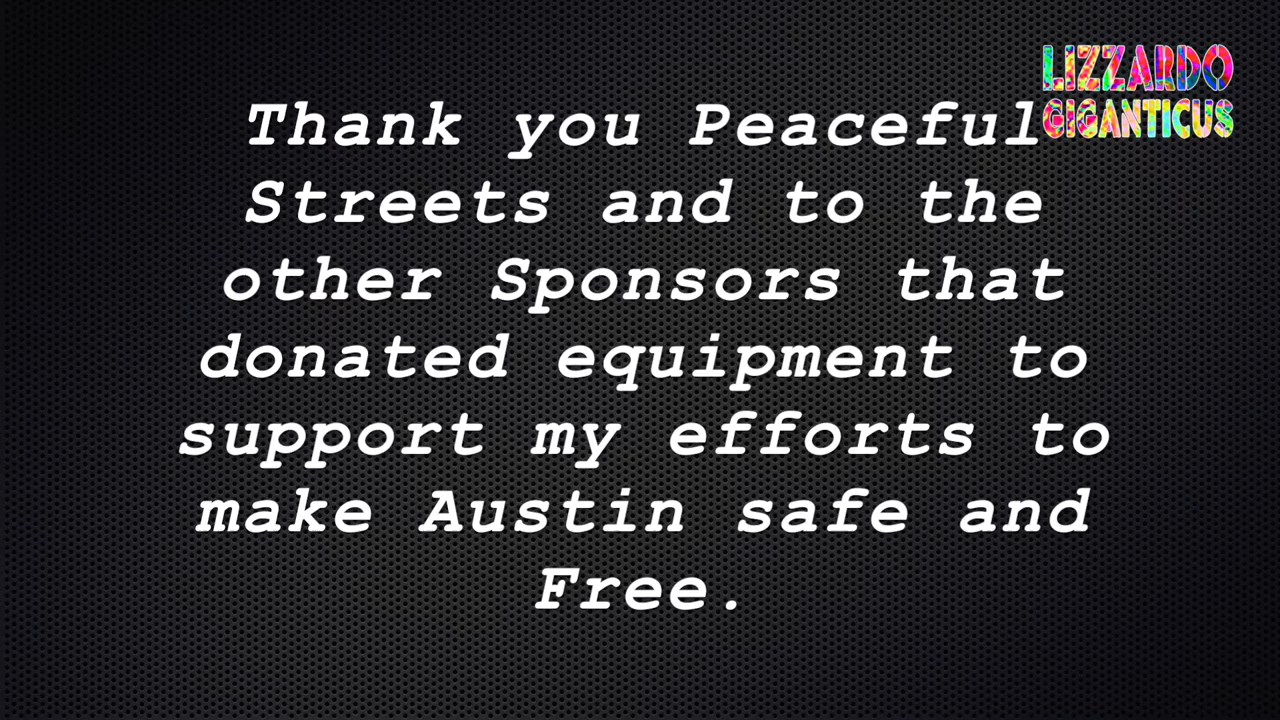 LIZZARDO
GIGANTICUS
Thank you Peaceful
Streets and to the
other Sponsors that
donated equipment to
support my efforts to
make Austin safe and
Free.